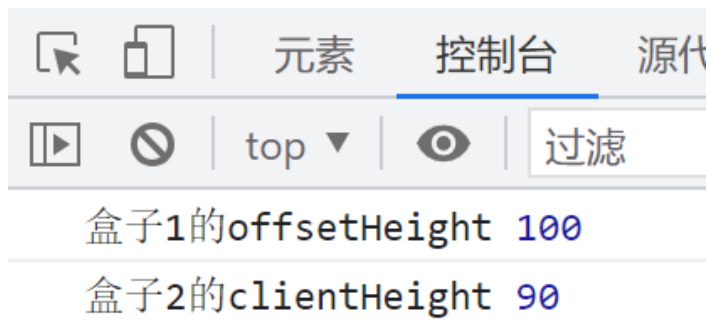 元素 控制台 源代
top ▼ 过滤
盒子1的offsetHeight 100
盒子2的clientHeight 90